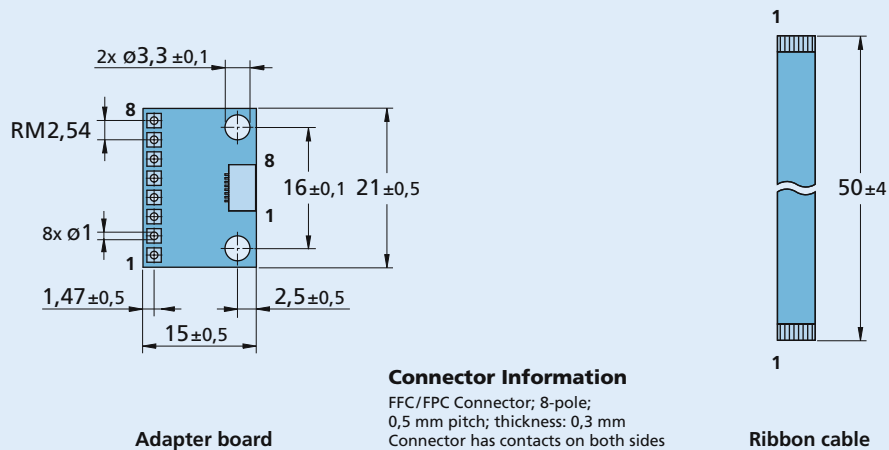 2x ø3,3 ±0,1
8
RM2,54
8
16±0,1
21±0,5
1
8x ø1
1
1,47±0,5
2,5±0,5
15±0,5
Adapter board
Connector Information
FFC/FPC Connector; 8-pole;
0,5 mm pitch; thickness: 0,3 mm
Connector has contacts on both sides
1
50±4
1
Ribbon cable